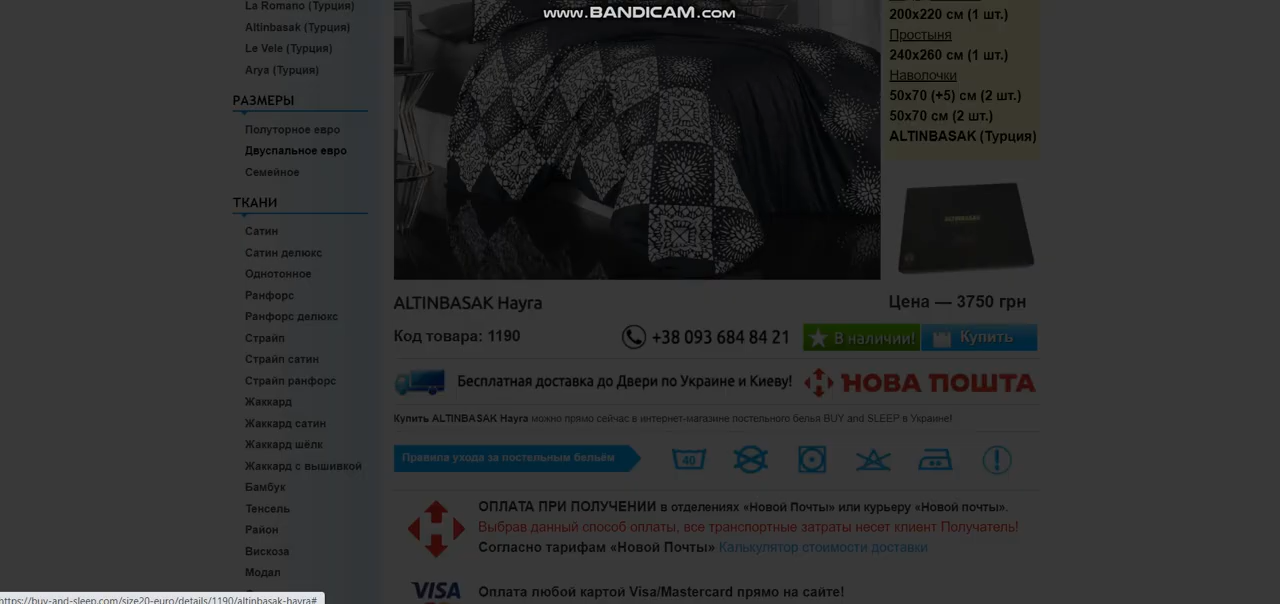 www.BANDICAM.com
La Romano (Турция)
Altinbasak (Турция)
Le Vele (Турция)
Arya (Турция)
РАЗМЕРЫ
Полуторное евро
Двуспальное евро
Семейное
ТКАНИ
Сатин
Сатин делюкс
Однотонное
Ранфорс
Ранфорс делюкс
Страйп
Страйп сатин
Страйп ранфорс
Жаккард
Жаккард сатин
Жаккард шёлк
Жаккард с вышивкой
Бамбук
Тенсель
Район
Вискоза
Модал
200x220 см (1 шт.)
Простыня
240x260 см (1 шт.)
Наволочки
50x70 (+5) см (2 шт.)
50x70 см (2 шт.)
ALTINBASAK (Турция)
ALTINBASAK
ALTINBASAK Hayra
Цена — 3750 грн
Код товара: 1190
+38 093 684 84 21
В наличии!
Купить
Бесплатная доставка до Двери по Украине и Киеву!
НОВА ПОШТА
Купить ALTINBASAK Hayra можно прямо сейчас в интернет-магазине постельного белья BUY and SLEEP в Украине!
Правила ухода за постельным бельём
40
ОПЛАТА ПРИ ПОЛУЧЕНИИ в отделениях «Новой Почты» или курьеру «Новой почты».
Выбрав данный способ оплаты, все транспортные затраты несет клиент Получатель!
Согласно тарифам «Новой Почты» Калькулятор стоимости доставки
VISA
Оплата любой картой Visa/Mastercard прямо на сайте!
https://buy-and-sleep.com/size20-euro/details/1190/altinbasak-hayra#